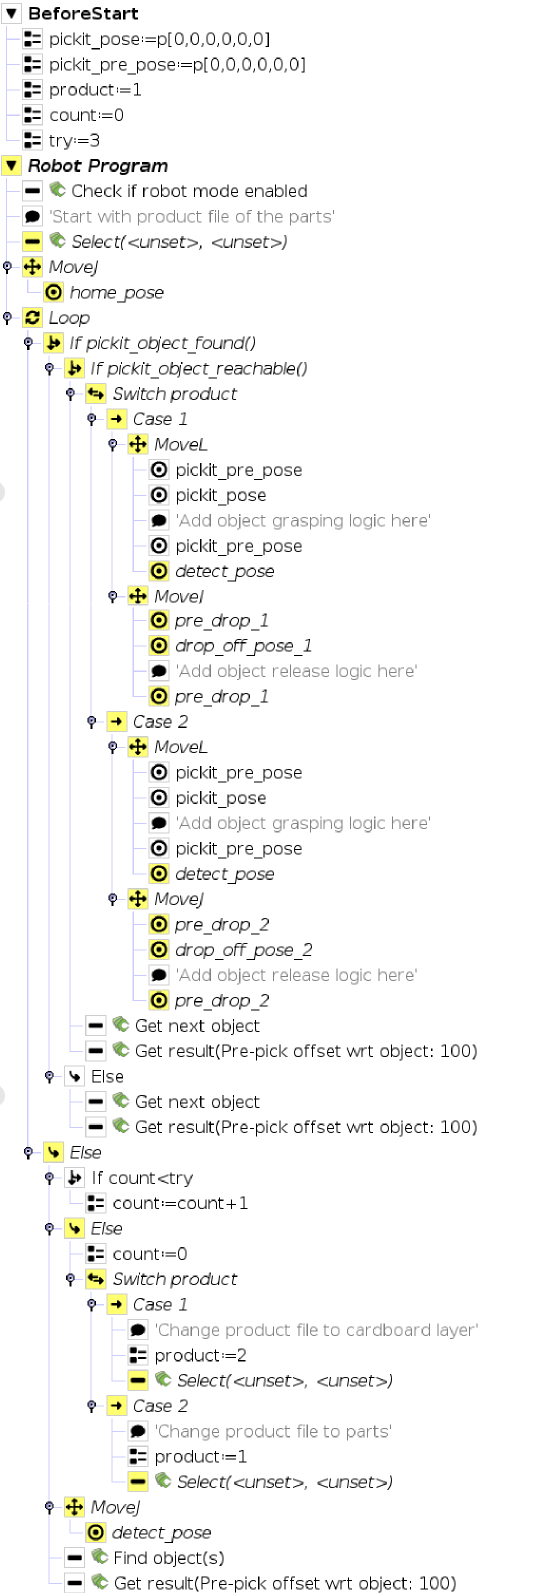 BeforeStart
pickit_pose:=p[0,0,0,0,0,0]
pickit_pre_pose:=p[0,0,0,0,0,0]
product:=1
count:=0
try:=3
Robot Program
Check if robot mode enabled
'Start with product file of the parts'
Select(<unset>, <unset>)
MoveJ
home_pose
Loop
If pickit_object_found()
If pickit_object_reachable()
Switch product
Case 1
MoveL
pickit_pre_pose
pickit_pose
'Add object grasping logic here'
pickit_pre_pose
detect_pose
MoveJ
pre_drop_1
drop_off_pose_1
'Add object release logic here'
pre_drop_1
Case 2
MoveL
pickit_pre_pose
pickit_pose
'Add object grasping logic here'
pickit_pre_pose
detect_pose
MoveJ
pre_drop_2
drop_off_pose_2
'Add object release logic here'
pre_drop_2
Get next object
Get result(Pre-pick offset wrt object: 100)
Else
Get next object
Get result(Pre-pick offset wrt object: 100)
Else
If count<try
count:=count+1
Else
count:=0
Switch product
Case 1
'Change product file to cardboard layer'
product:=2
Select(<unset>, <unset>)
Case 2
'Change product file to parts'
product:=1
Select(<unset>, <unset>)
MoveJ
detect_pose
Find object(s)
Get result(Pre-pick offset wrt object: 100)